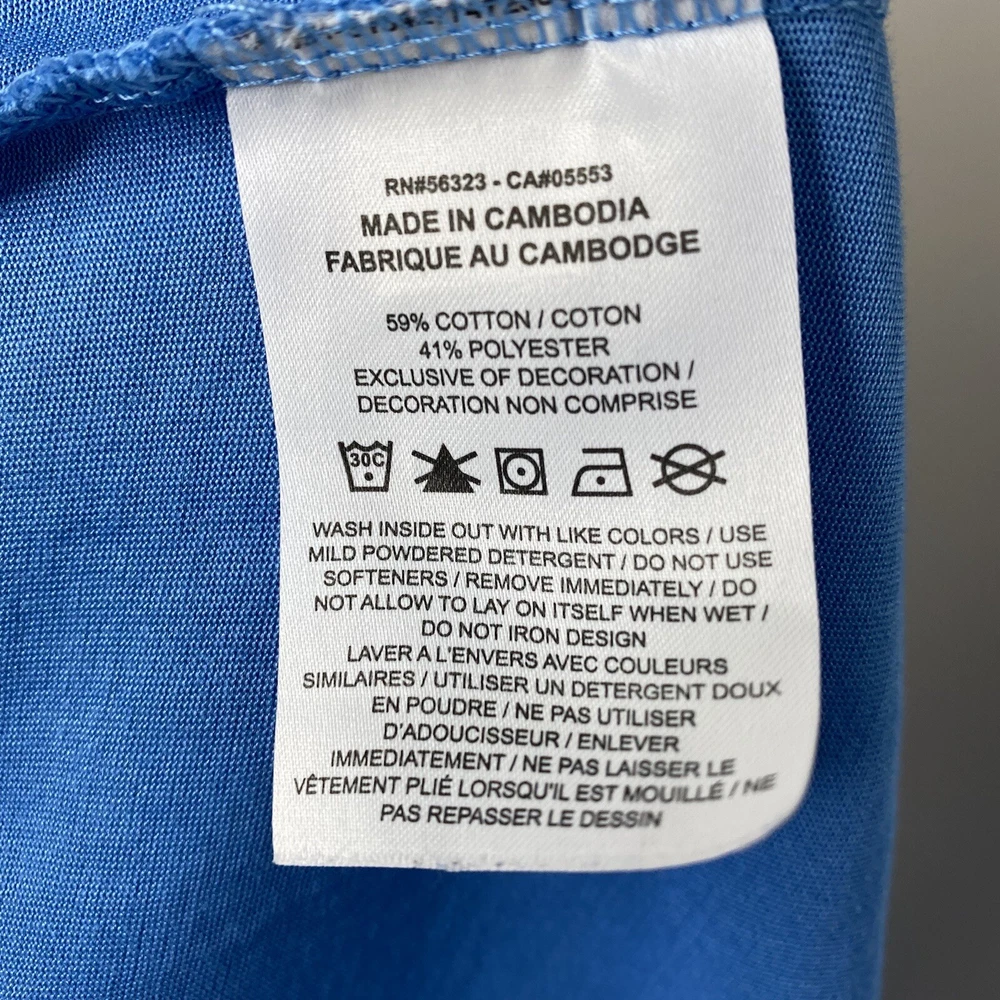 RN#56323 - CA#05553
MADE IN CAMBODIA
FABRIQUE AU CAMBODGE
59% COTTON / COTON
41% POLYESTER
EXCLUSIVE OF DECORATION /
DECORATION NON COMPRISE
30C
WASH INSIDE OUT WITH LIKE COLORS / USE
MILD POWDERED DETERGENT / DO NOT USE
SOFTENERS / REMOVE IMMEDIATELY / DO
NOT ALLOW TO LAY ON ITSELF WHEN WET /
DO NOT IRON DESIGN
LAVER A L'ENVERS AVEC COULEURS
SIMILAIRES / UTILISER UN DETERGENT DOUX
EN POUDRE / NE PAS UTILISER
D'ADOUCISSEUR / ENLEVER
IMMEDIATEMENT / NE PAS LAISSER LE
VÊTEMENT PLIÉ LORSQU'IL EST MOUILLÉ / NE
PAS REPASSER LE DESSIN